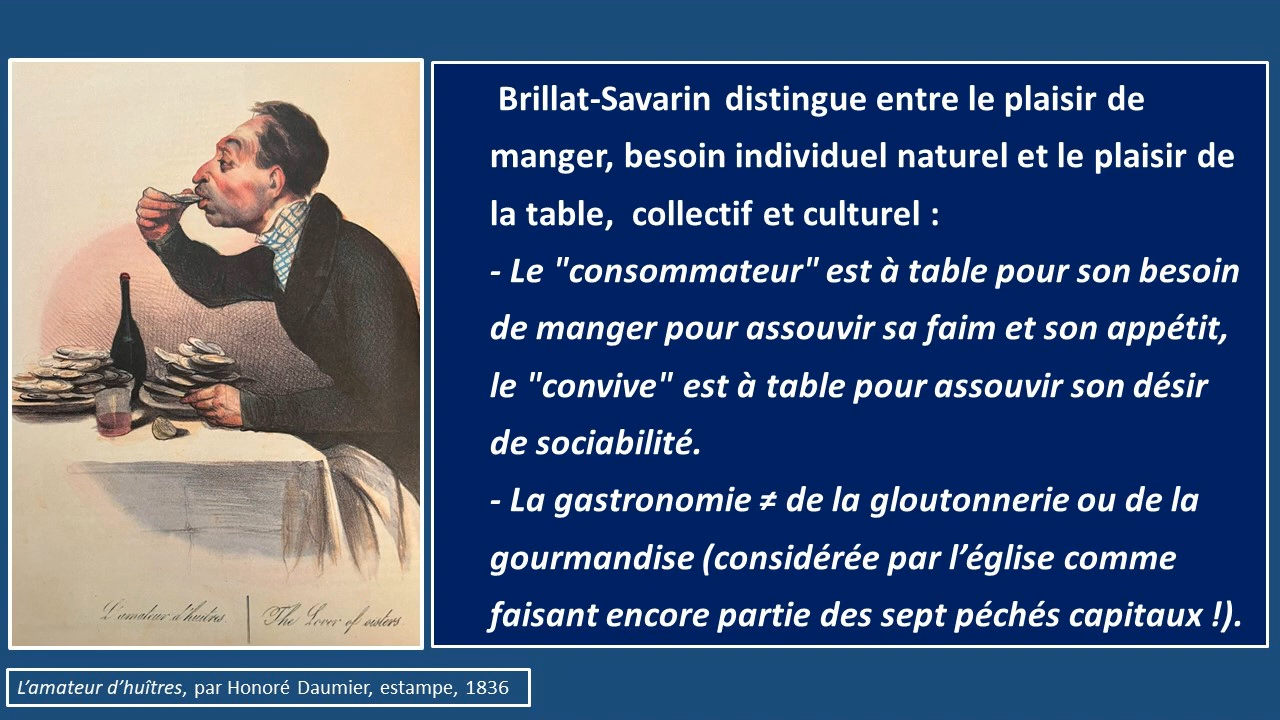 Brillat-Savarin distingue entre le plaisir de
manger, besoin individuel naturel et le plaisir de
la table, collectif et culturel :
- Le "consommateur" est à table pour son besoin
de manger pour assouvir sa faim et son appétit,
le "convive" est à table pour assouvir son désir
de sociabilité.
- La gastronomie ≠ de la gloutonnerie ou de la
gourmandise (considérée par l’église comme
faisant encore partie des sept péchés capitaux !).
L'amateur d'huîtres. | The Lover of oisters.
L’amateur d’huîtres, par Honoré Daumier, estampe, 1836